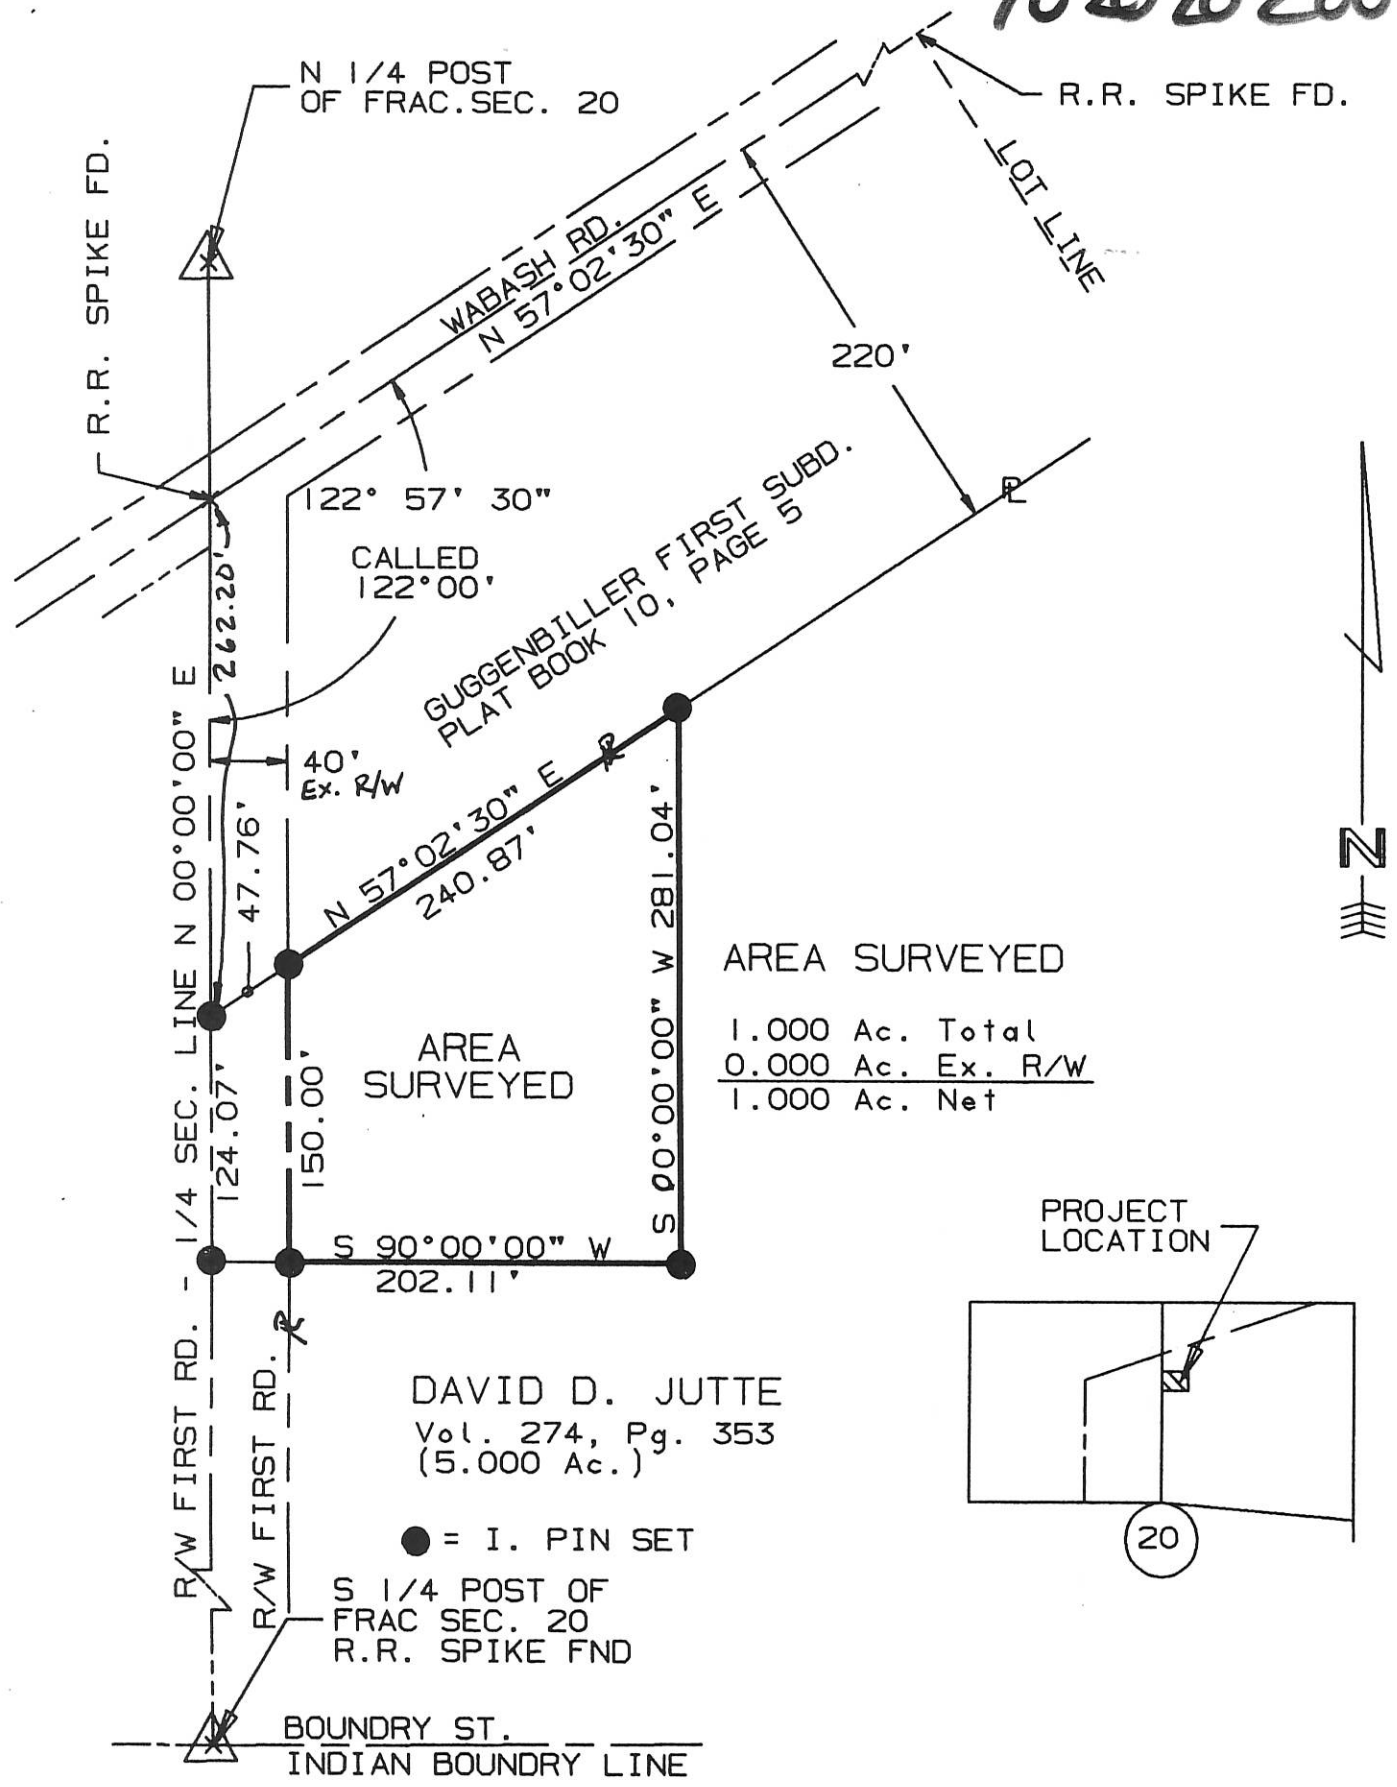 N 1/4 POST
OF FRAC.SEC. 20
R.R. SPIKE FD.
R.R. SPIKE FD.
LOT LINE
WABASH RD.
N 57°02'30" E
220'
122° 57' 30"
CALLED
122°00'
262.20'
GUGGENBILLER FIRST SUBD.
PLAT BOOK 10, PAGE 5
PL
40'
Ex. R/W
47.76'
N 57°02'30" E
240.87'
S 00°00'00" W 281.04'
R/W FIRST RD. - 1/4 SEC. LINE N 00°00'00" E
124.07'
150.00'
AREA
SURVEYED
N
AREA SURVEYED
1.000 Ac. Total
0.000 Ac. Ex. R/W
1.000 Ac. Net
S 90°00'00" W
202.11'
R/W FIRST RD.
PROJECT
LOCATION
20
DAVID D. JUTTE
Vol. 274, Pg. 353
(5.000 Ac.)
= I. PIN SET
S 1/4 POST OF
FRAC SEC. 20
R.R. SPIKE FND
BOUNDRY ST.
INDIAN BOUNDRY LINE